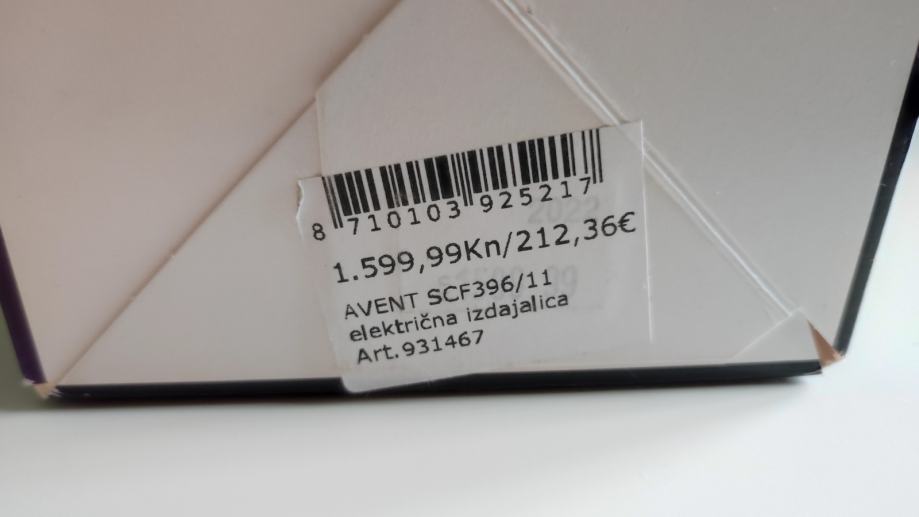 8 710103 925217
1.599,99Kn/212,36€
AVENT SCF396/11
električna izdajalica
Art.931467